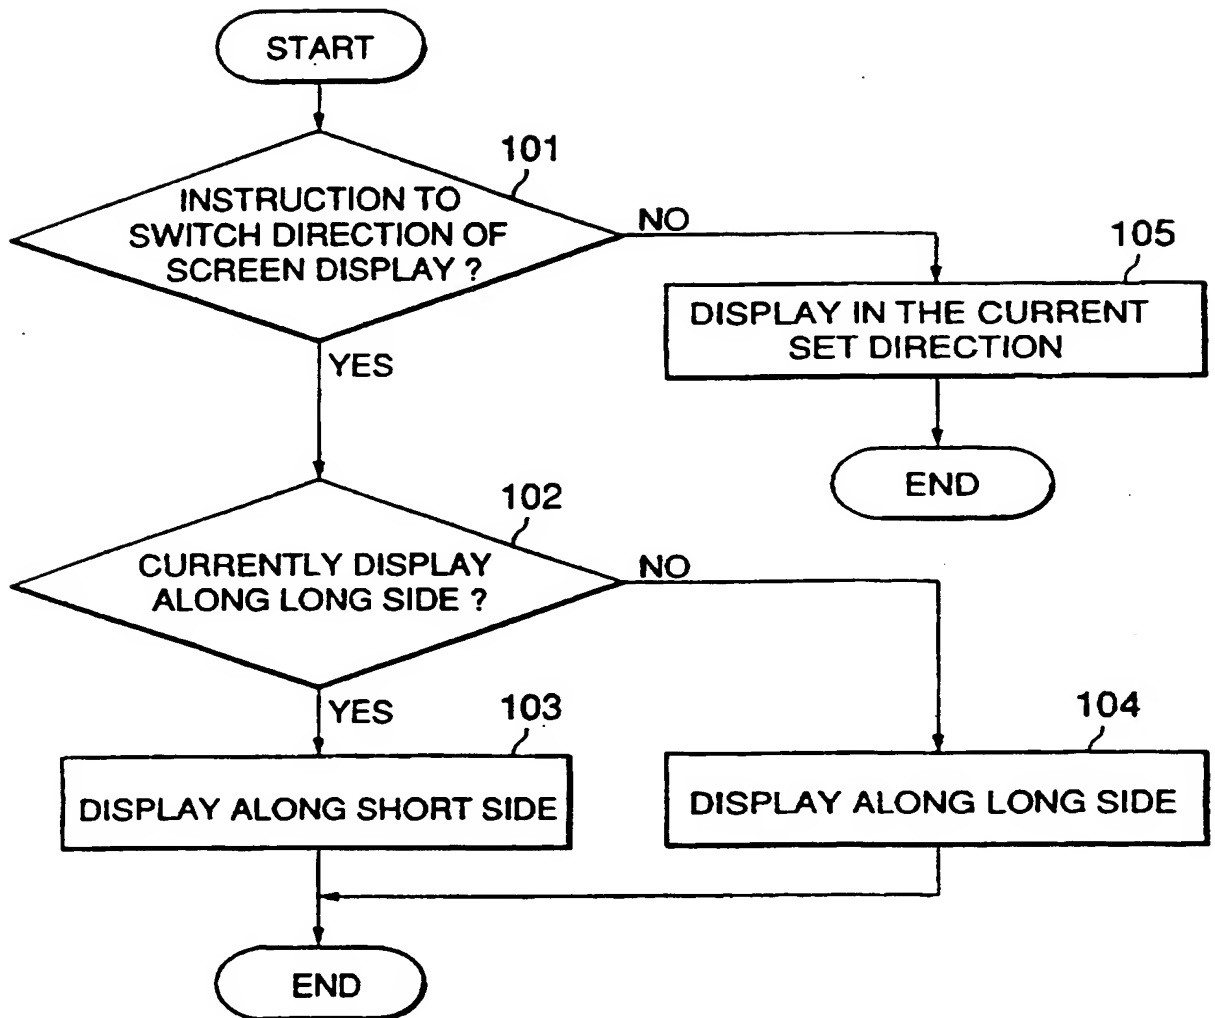 START
101
INSTRUCTION TO
SWITCH DIRECTION OF
SCREEN DISPLAY ?
NO
YES
105
DISPLAY IN THE CURRENT
SET DIRECTION
END
102
CURRENTLY DISPLAY
ALONG LONG SIDE ?
NO
YES
103
DISPLAY ALONG SHORT SIDE
104
DISPLAY ALONG LONG SIDE
END